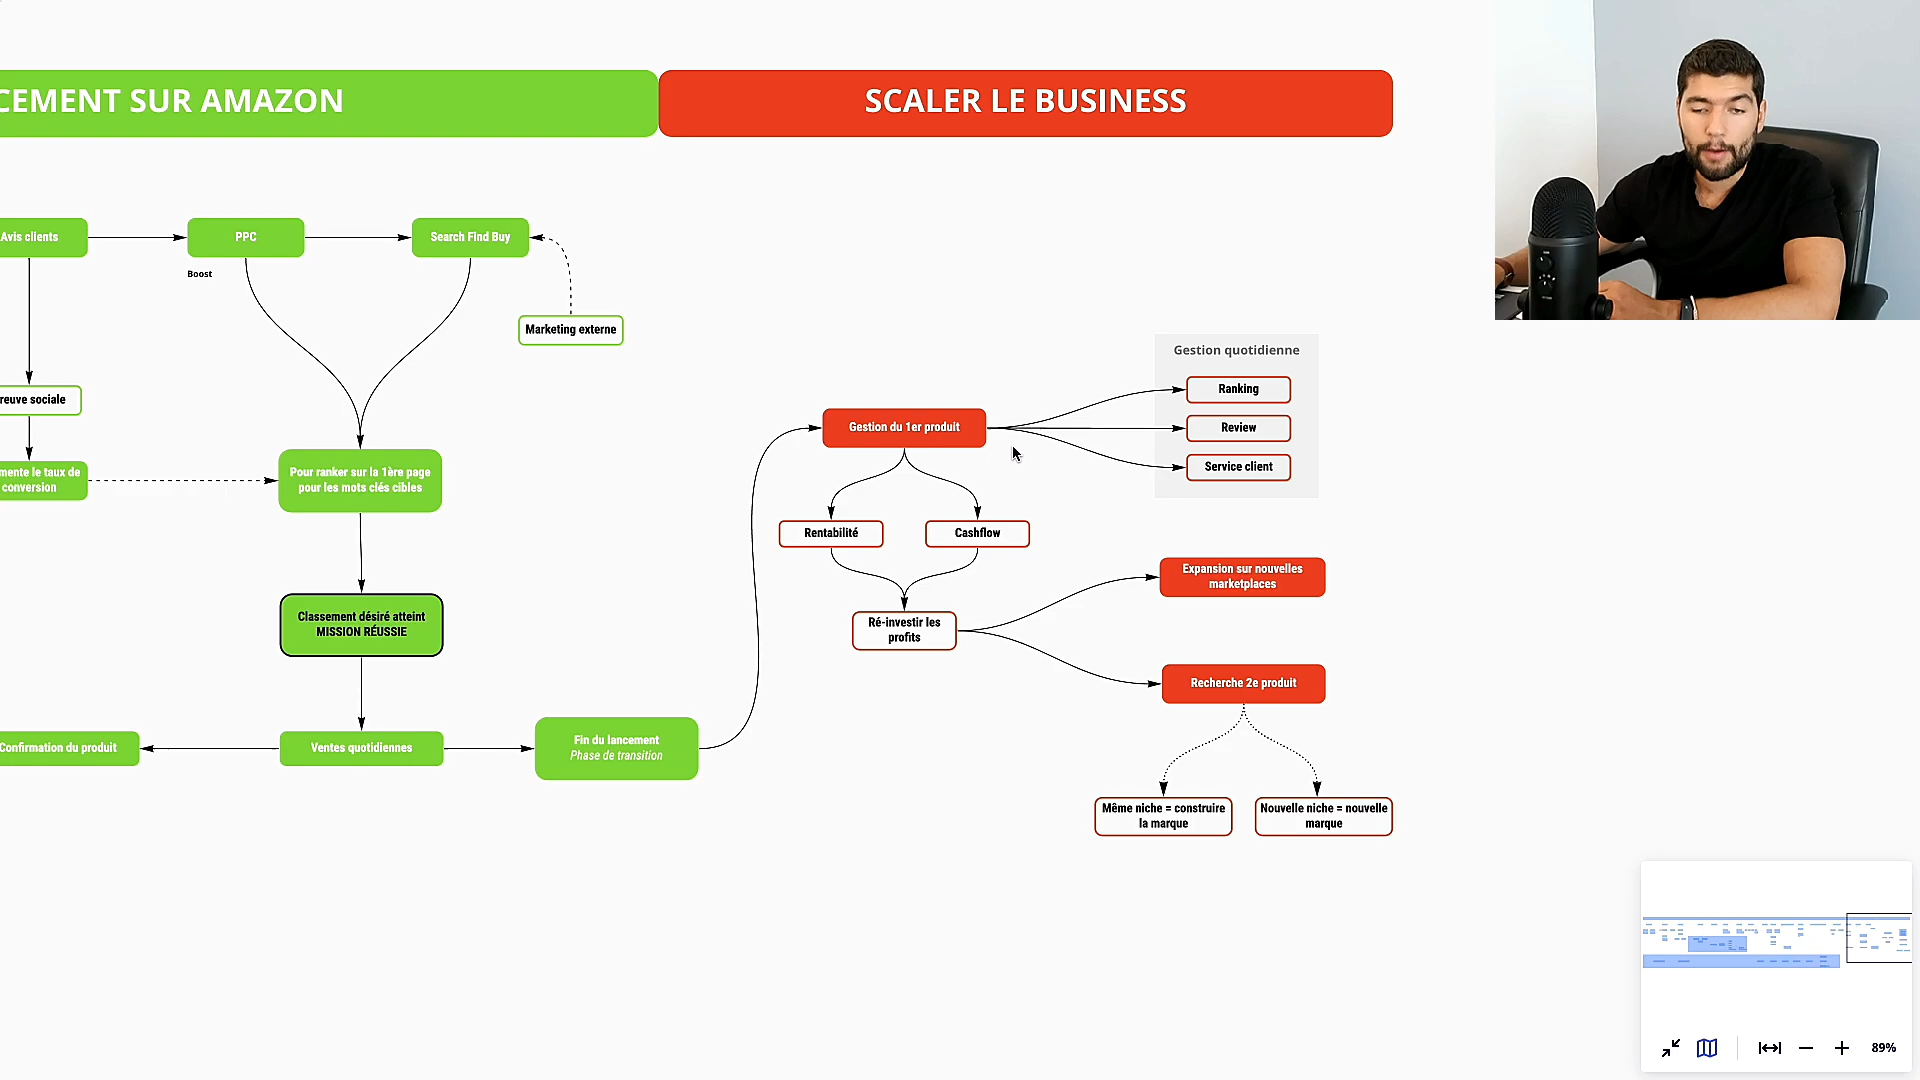 CEMENT SUR AMAZON
SCALER LE BUSINESS
Avis clients
PPC
Search Find Buy
Boost
Marketing externe
reuve sociale
mente le taux de
conversion
Pour ranker sur la 1ère page
pour les mots clés cibles
Classement désiré atteint
MISSION RÉUSSIE
Confirmation du produit
Ventes quotidiennes
Fin du lancement
Phase de transition
Gestion du 1er produit
Gestion quotidienne
Ranking
Review
Service client
Rentabilité
Cashflow
Ré-investir les
profits
Expansion sur nouvelles
marketplaces
Recherche 2e produit
Même niche = construire
la marque
Nouvelle niche = nouvelle
marque
89%